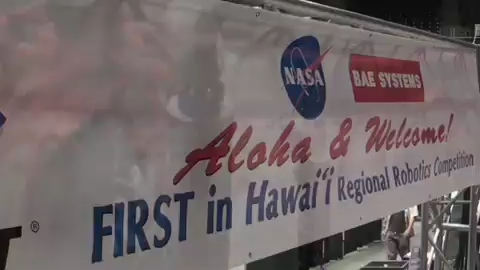 NASA
BAE SYSTEMS
Aloha & Welcome!
FIRST in Hawai'i Regional Robotics Competition
®